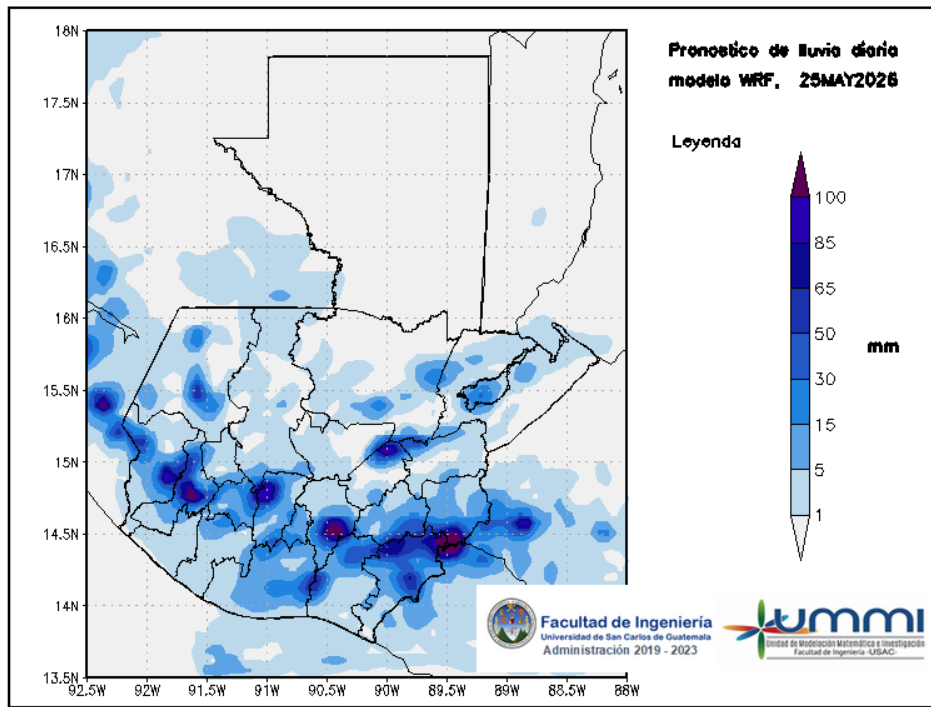 Pronostico de lluvia diaria
modelo WRF, 25MAY2026
Leyenda
100
85
65
50
30
15
5
1
mm
18N
17.5N
17N
16.5N
16N
15.5N
15N
14.5N
14N
13.5N
92.5W
92W
91.5W
91W
90.5W
90W
89.5W
89W
88.5W
88W
Facultad de Ingeniería
Universidad de San Carlos de Guatemala
Administración 2019 - 2023
UMMI
Unidad de Modelación Matemática e Investigación
Facultad de Ingeniería -USAC-